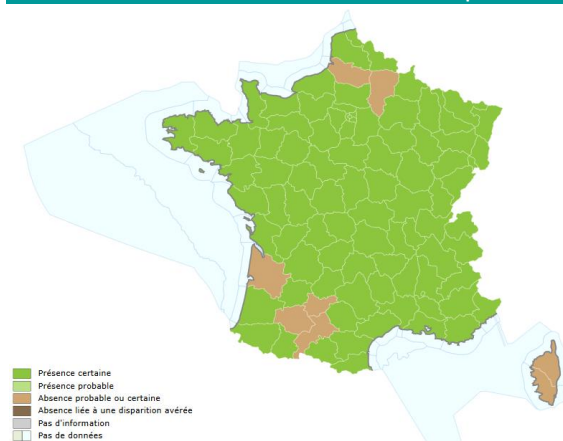 Présence certaine
Présence probable
Absence probable ou certaine
Absence liée à une disparition avérée
Pas d'information
Pas de données